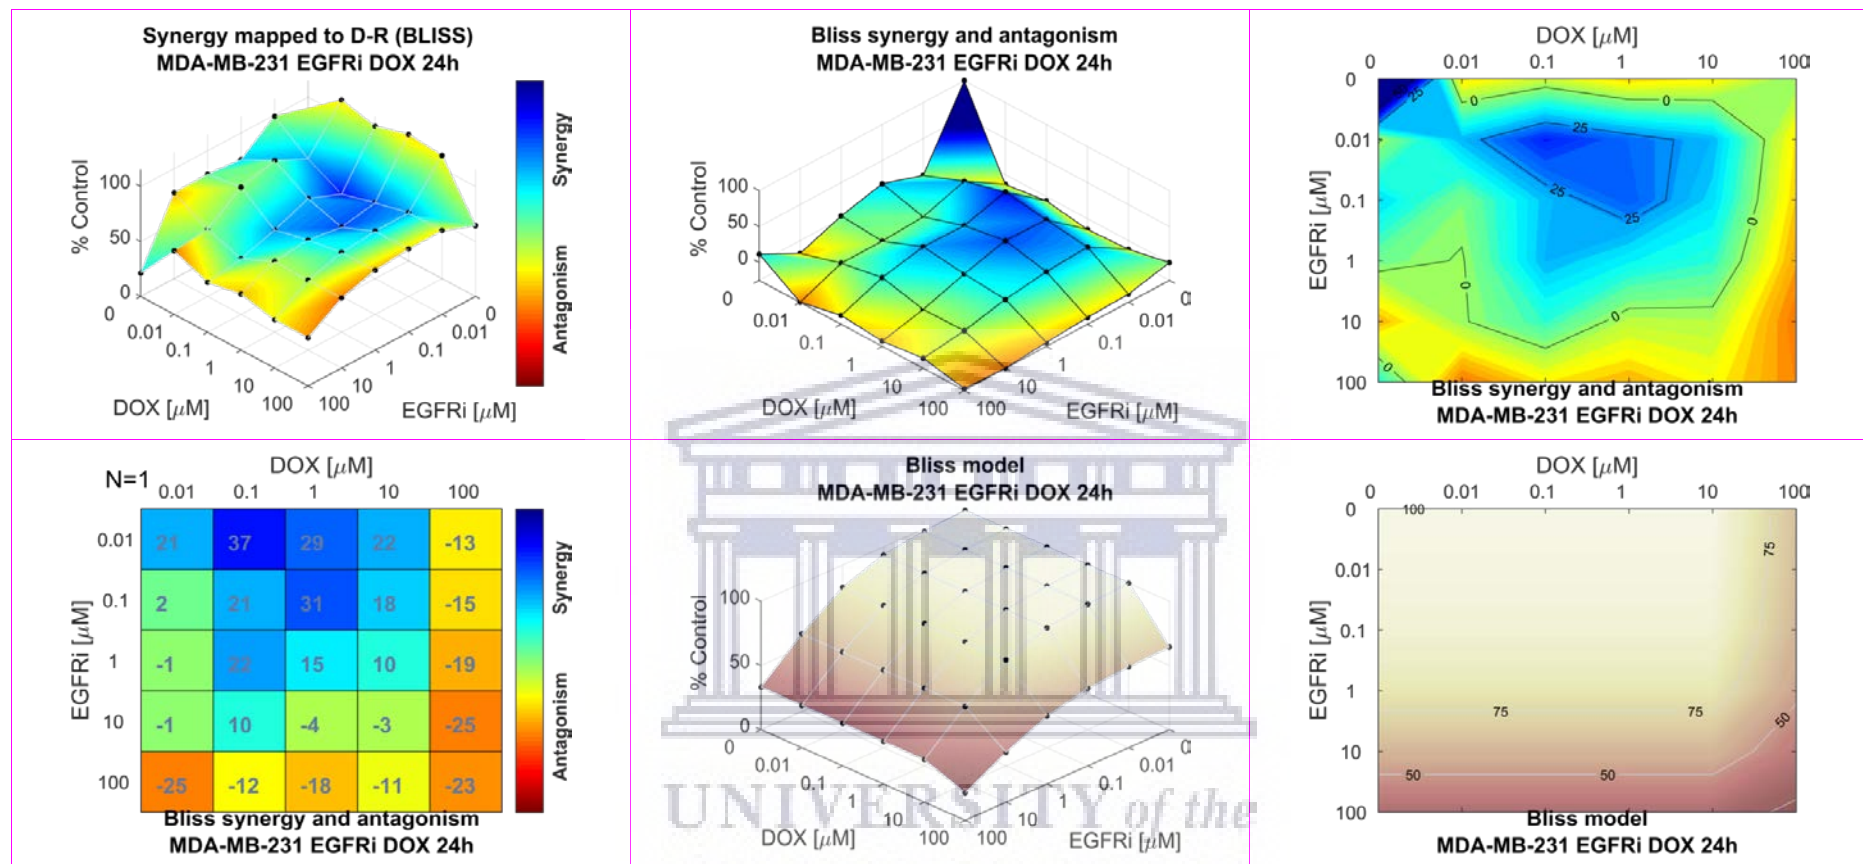 Synergy mapped to D-R (BLISS)
MDA-MB-231 EGFRi DOX 24h
% Control
100
50
0
0
0.01
0.1
1
10
100
DOX [μM]
100
10
1
0.1
0.01
0
EGFRi [μM]
Synergy
Antagonism
Bliss synergy and antagonism
MDA-MB-231 EGFRi DOX 24h
% Control
100
50
0
0
0.01
0.1
1
10
100
DOX [μM]
100
10
1
0.1
0.01
EGFRi [μM]
DOX [μM]
0 0.01 0.1 1 10 100
EGFRi [μM]
0
0.01
0.1
1
10
100
25
0
0
25
25
25
0
0
0
0
Bliss synergy and antagonism
MDA-MB-231 EGFRi DOX 24h
N=1
DOX [μM]
0.01 0.1 1 10 100
EGFRi [μM]
0.01 21 37 29 22 -13
0.1 2 21 31 18 -15
1 -1 22 15 10 -19
10 -1 10 -4 -3 -25
100 -25 -12 -18 -11 -23
Synergy
Antagonism
Bliss synergy and antagonism
MDA-MB-231 EGFRi DOX 24h
Bliss model
MDA-MB-231 EGFRi DOX 24h
% Control
100
50
0
0
0.01
0.1
1
10
100
DOX [μM]
100
10
1
0.1
0.01
EGFRi [μM]
UNIVERSITY of the
DOX [μM]
0 0.01 0.1 1 10 100
EGFRi [μM]
0
0.01
0.1
1
10
100
100
75
75
75
50
50
50
Bliss model
MDA-MB-231 EGFRi DOX 24h